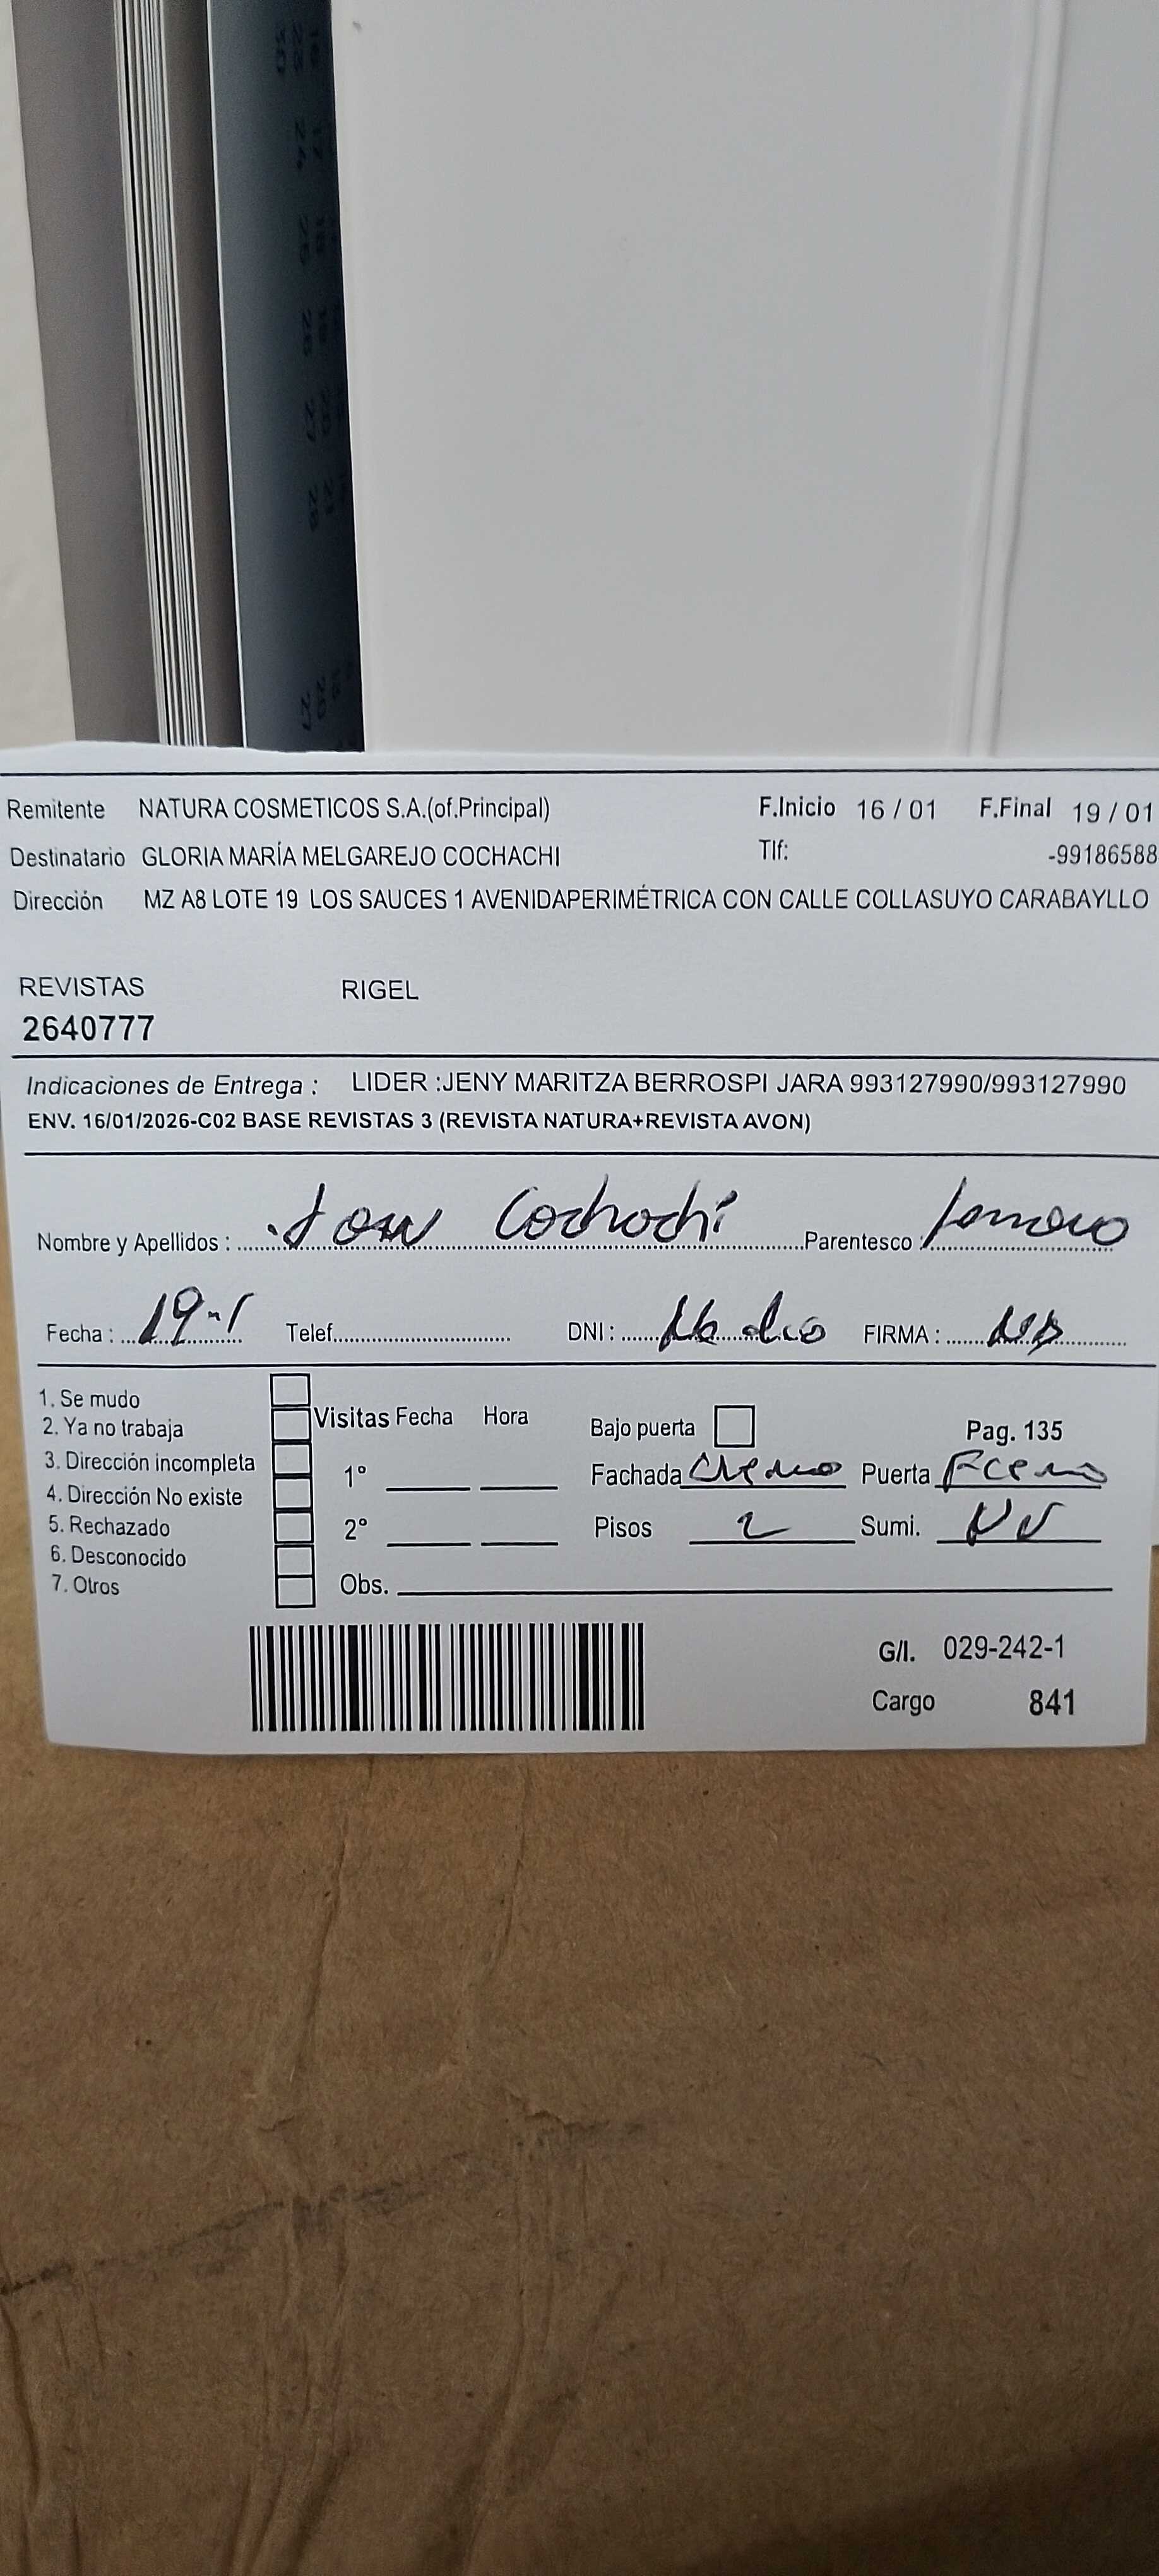 Remitente NATURA COSMETICOS S.A.(of.Principal) F.Inicio 16 / 01 F.Final 19 / 01
Destinatario GLORIA MARÍA MELGAREJO COCHACHI Tlf: -99186588
Dirección MZ A8 LOTE 19 LOS SAUCES 1 AVENIDAPERIMÉTRICA CON CALLE COLLASUYO CARABAYLLO
REVISTAS RIGEL
2640777
Indicaciones de Entrega : LIDER :JENY MARITZA BERROSPI JARA 993127990/993127990
ENV. 16/01/2026-C02 BASE REVISTAS 3 (REVISTA NATURA+REVISTA AVON)
Nombre y Apellidos : Cochochi Parentesco :
Fecha : 19-1 Telef. DNI : No dio FIRMA :
1. Se mudo
2. Ya no trabaja Visitas Fecha Hora Bajo puerta Pag. 135
3. Dirección incompleta 1° Fachada Puerta
4. Dirección No existe
5. Rechazado 2° Pisos 2 Sumi.
6. Desconocido
7. Otros Obs.
G/I. 029-242-1
Cargo 841